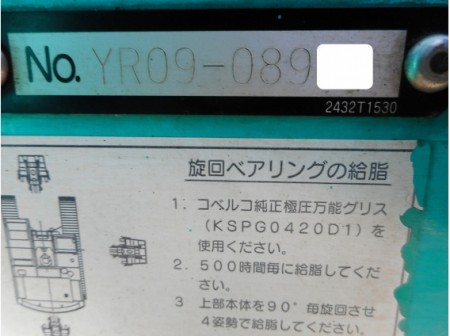 No. YR09-089
2432T1530
旋回ベアリングの給脂
1. コベルコ純正極圧万能グリス
(KSPG0420D1)を
使用ください。
2. 500時間毎に給脂してくだ
さい。
3 上部本体を90°毎旋回させ
4姿勢で給脂してください。